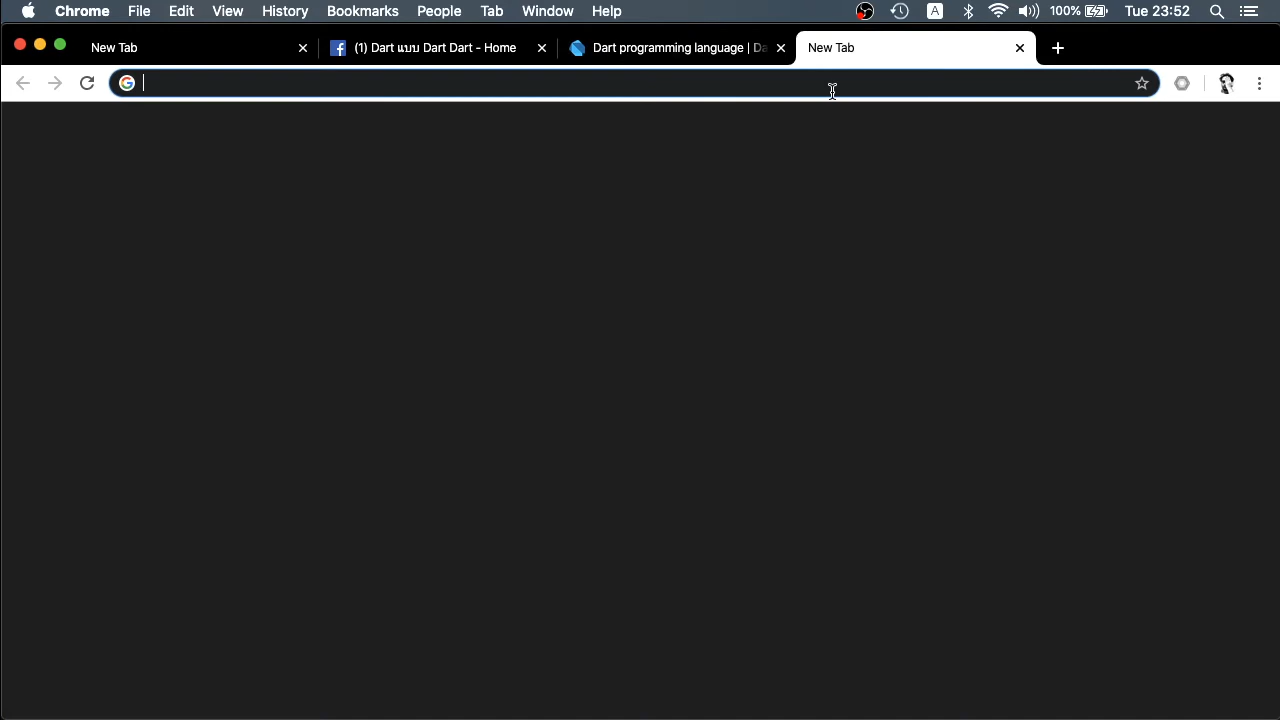 Chrome File Edit View History Bookmarks People Tab Window Help A 100% Tue 23:52
New Tab (1) Dart แบบ Dart Dart - Home Dart programming language | Da New Tab